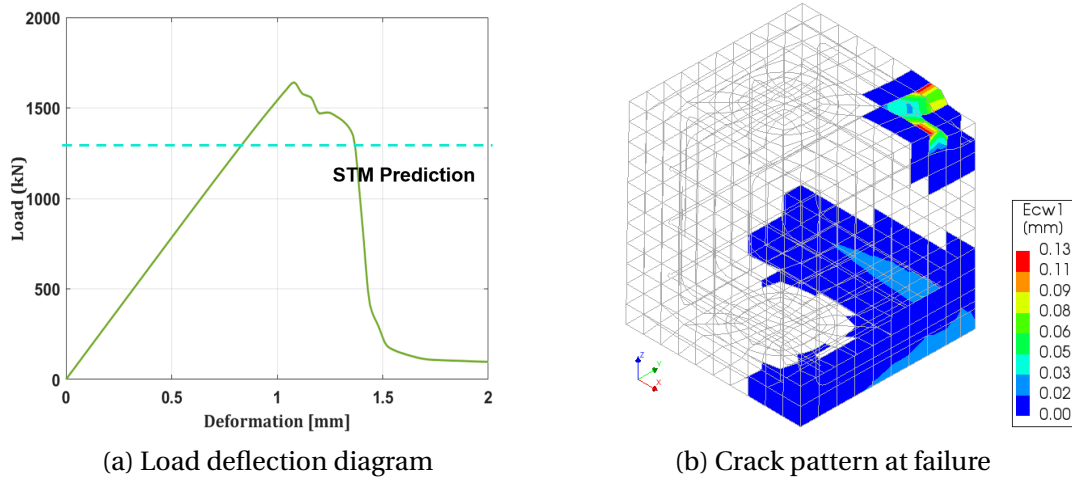 2000
1500
1000
500
0
Load (kN)
STM Prediction
0 0.5 1 1.5 2
Deformation [mm]
(a) Load deflection diagram
Z
Y
X
Ecw1
(mm)
0.13
0.11
0.09
0.08
0.06
0.05
0.03
0.02
0.00
(b) Crack pattern at failure